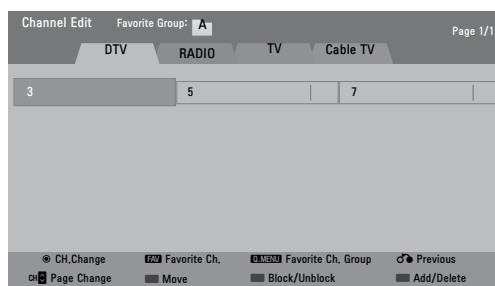 Channel Edit Favorite Group: A
Page 1/1
DTV RADIO TV Cable TV
3 5 7
CH.Change FAV Favorite Ch. Q.MENU Favorite Ch. Group Previous
CH Page Change Move Block/Unblock Add/Delete